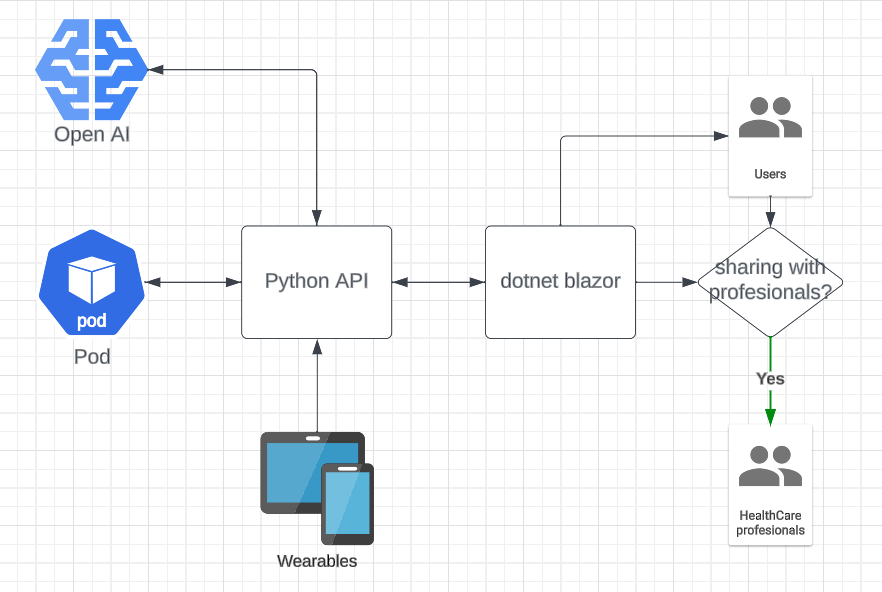 Open AI
Users
Python API
dotnet blazor
sharing with
profesionals?
pod
Pod
Yes
HealthCare
profesionals
Wearables